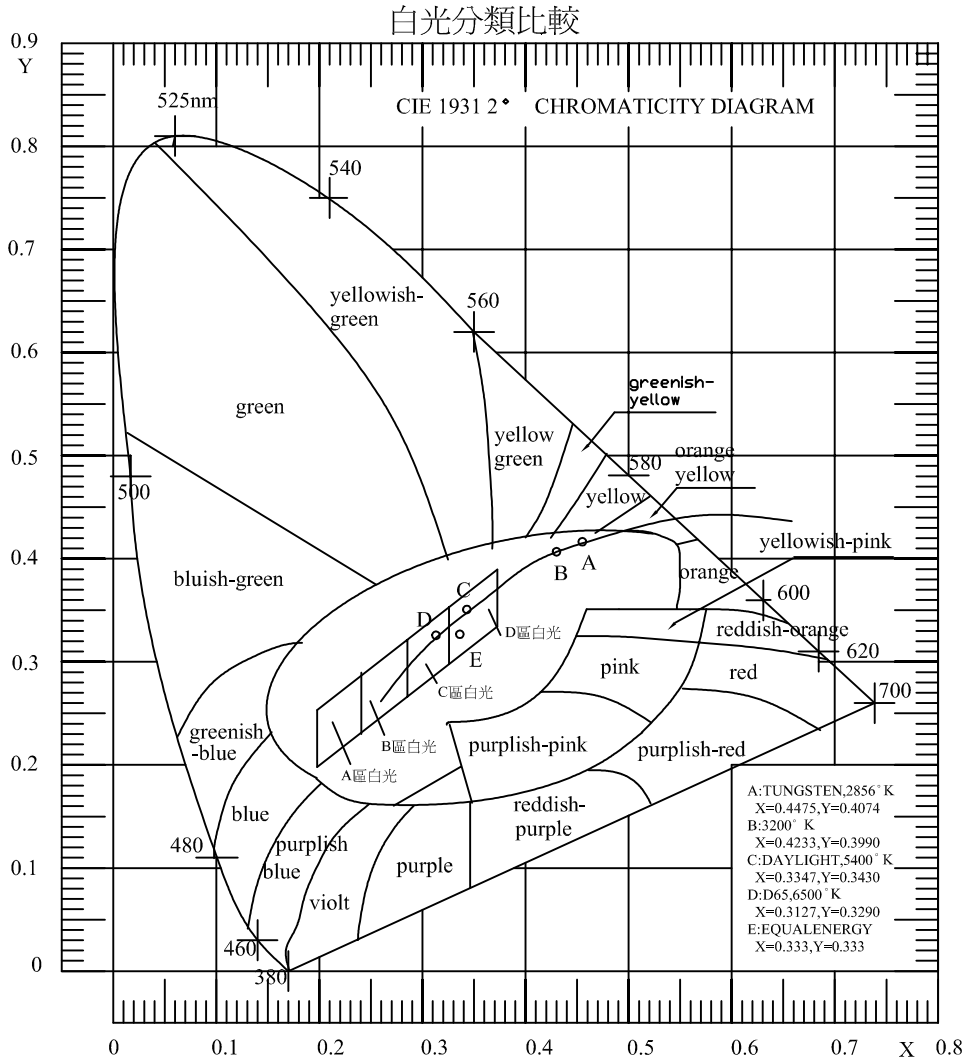 白光分類比較
0.9
Y
525nm
CIE 1931 2° CHROMATICITY DIAGRAM
0.8
540
0.7
yellowish-
green
560
0.6
greenish-
yellow
green
yellow
green
orange
yellow
0.5
580
500
yellow
0.4
B
A
yellowish-pink
bluish-green
orange
C
600
D
D區白光
reddish-orange
E
620
0.3
pink
red
C區白光
700
greenish
-blue
purplish-pink
purplish-red
B區白光
A區白光
0.2
A:TUNGSTEN,2856°K
X=0.4475,Y=0.4074
blue
reddish-
purple
B:3200° K
X=0.4233,Y=0.3990
480
purplish
blue
purple
C:DAYLIGHT,5400°K
X=0.3347,Y=0.3430
0.1
violt
D:D65,6500°K
X=0.3127,Y=0.3290
E:EQUALENERGY
X=0.333,Y=0.333
460
0
380
0 0.1 0.2 0.3 0.4 0.5 0.6 0.7 X 0.8